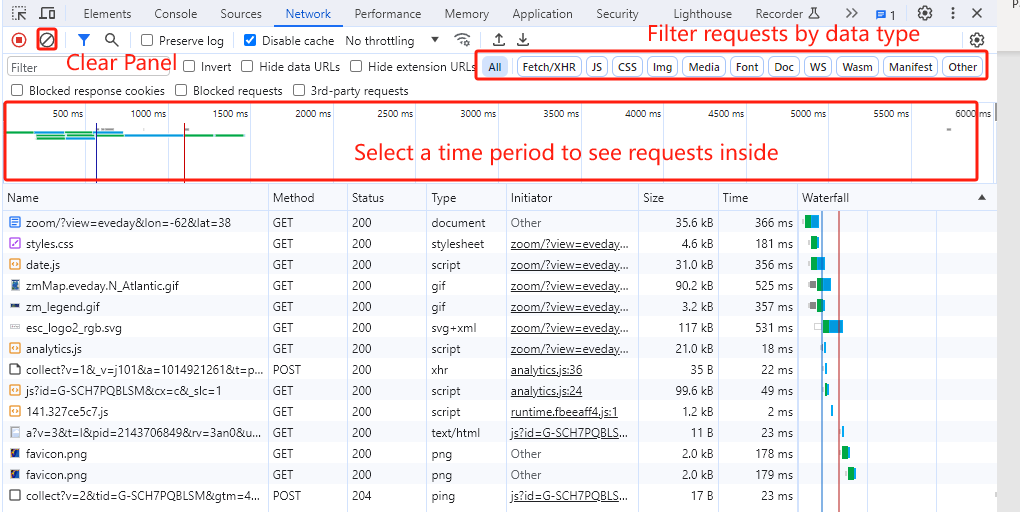 Elements Console Sources Network Performance Memory Application Security Lighthouse Recorder 1
Preserve log Disable cache No throttling Filter requests by data type
Filter Clear Panel Invert Hide data URLs Hide extension URLs All Fetch/XHR JS CSS Img Media Font Doc WS Wasm Manifest Other
Blocked response cookies Blocked requests 3rd-party requests
500 ms 1000 ms 1500 ms 2000 ms 2500 ms 3000 ms 3500 ms 4000 ms 4500 ms 5000 ms 5500 ms 6000 ms
Select a time period to see requests inside
Name Method Status Type Initiator Size Time Waterfall
zoom/?view=eveday&lon=-62&lat=38 GET 200 document Other 35.6 kB 366 ms
styles.css GET 200 stylesheet zoom/?view=eveday... 4.6 kB 181 ms
date.js GET 200 script zoom/?view=eveday... 31.0 kB 356 ms
zmMap.eveday.N_Atlantic.gif GET 200 gif zoom/?view=eveday... 90.2 kB 525 ms
zm_legend.gif GET 200 gif zoom/?view=eveday... 3.2 kB 357 ms
esc_logo2_rgb.svg GET 200 svg+xml zoom/?view=eveday... 117 kB 531 ms
analytics.js GET 200 script zoom/?view=eveday... 21.0 kB 18 ms
collect?v=1&_v=j101&a=1014921261&t=p... POST 200 xhr analytics.js:36 35 B 22 ms
js?id=G-SCH7PQBLSM&cx=c&_slc=1 GET 200 script analytics.js:24 99.6 kB 49 ms
141.327ce5c7.js GET 200 script runtime.fbeeaff4.js:1 1.2 kB 2 ms
a?v=3&t=l&pid=2143706849&rv=3an0&u... GET 200 text/html js?id=G-SCH7PQBLS... 11 B 23 ms
favicon.png GET 200 png Other 2.0 kB 178 ms
favicon.png GET 200 png Other 2.0 kB 179 ms
collect?v=2&tid=G-SCH7PQBLSM&gtm=4... POST 204 ping js?id=G-SCH7PQBLS... 17 B 23 ms